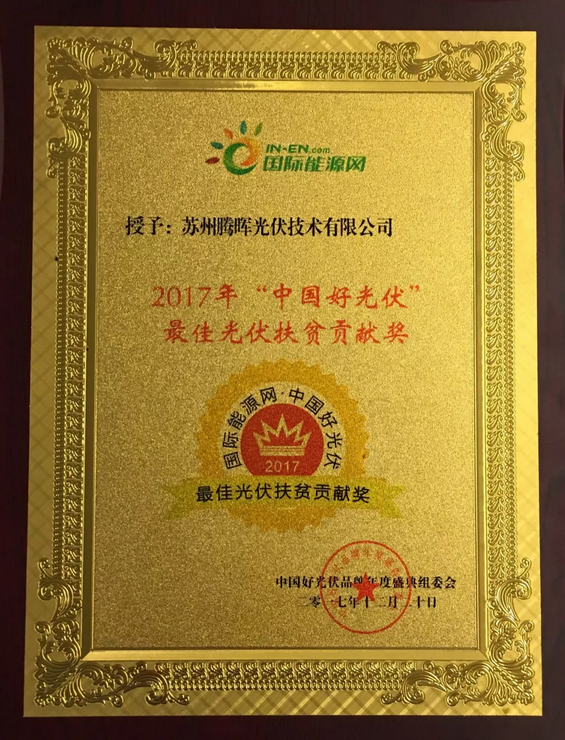 IN-EN.com
国际能源网
授予：苏州腾晖光伏技术有限公司
2017年“中国好光伏”
最佳光伏扶贫贡献奖
国际能源网·中国好光伏
2017
最佳光伏扶贫贡献奖
中国好光伏品牌年度盛典组委会
二零一七年十二月二十日